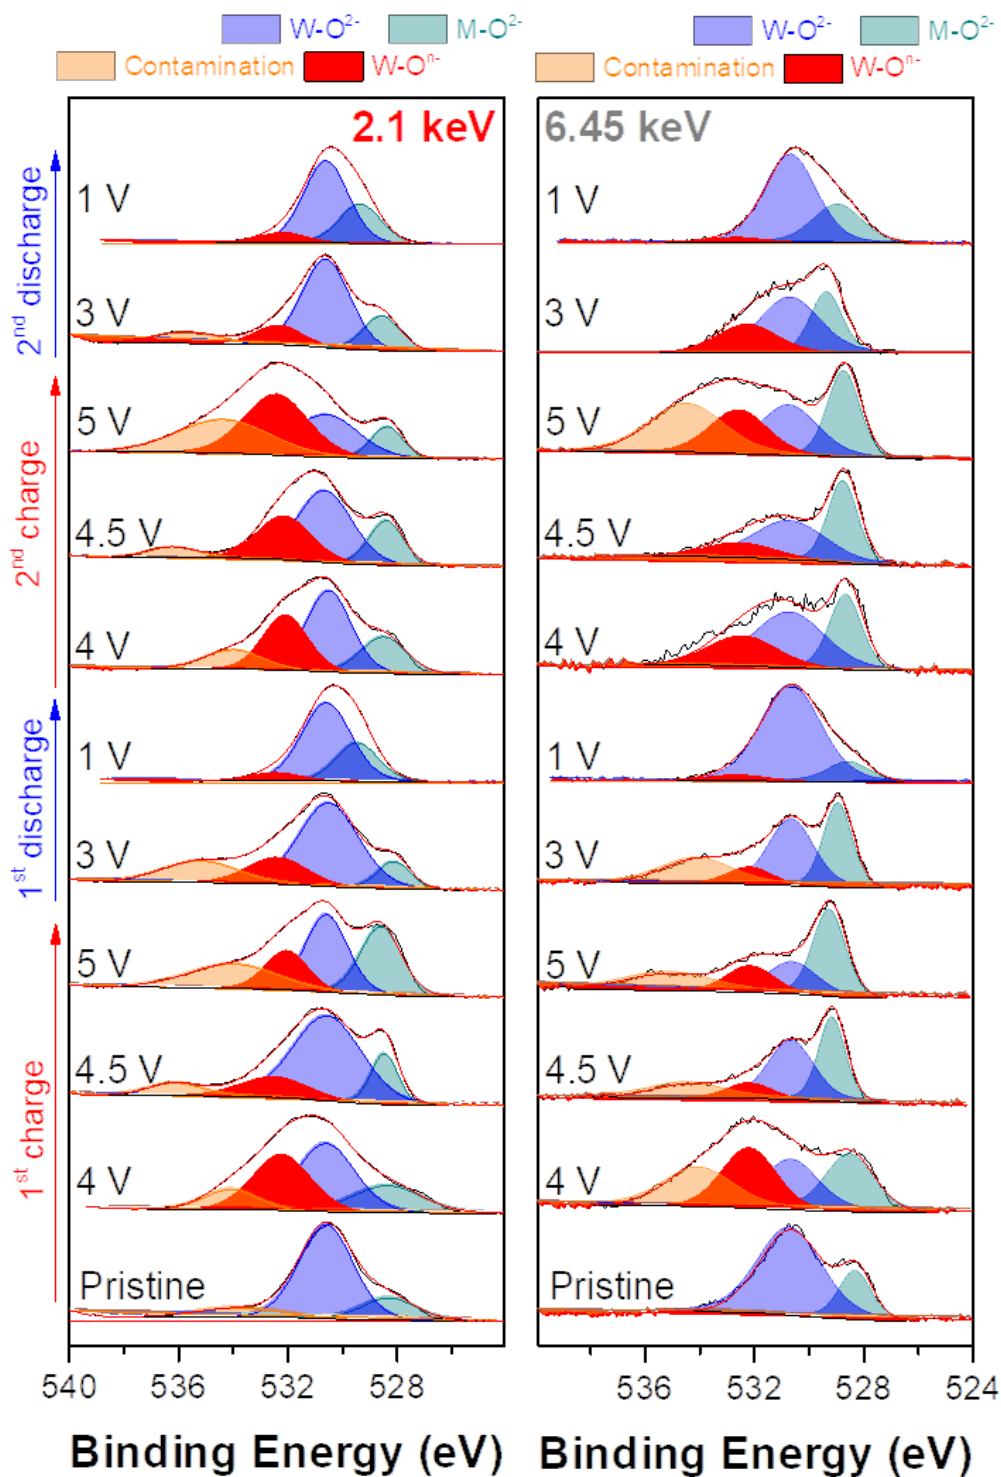 W-O²⁻ M-O²⁻
Contamination W-Oⁿ⁻
W-O²⁻ M-O²⁻
Contamination W-Oⁿ⁻
2.1 keV
1 V
3 V
5 V
4.5 V
4 V
1 V
3 V
5 V
4.5 V
4 V
Pristine
2nd discharge
2nd charge
1st discharge
1st charge
540 536 532 528
Binding Energy (eV)
6.45 keV
1 V
3 V
5 V
4.5 V
4 V
1 V
3 V
5 V
4.5 V
4 V
Pristine
536 532 528 524
Binding Energy (eV)